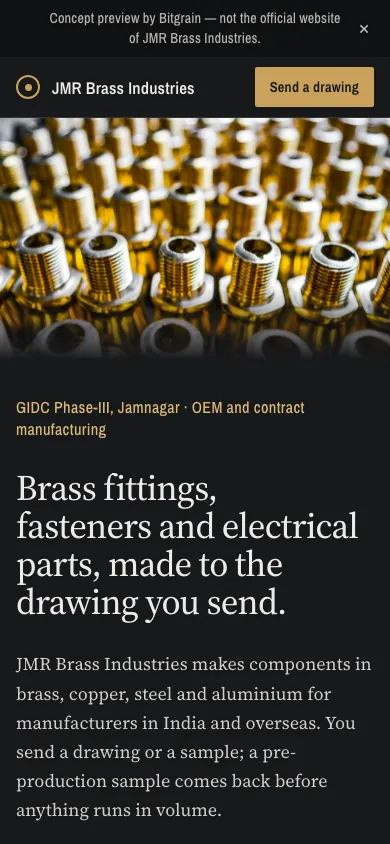 Concept preview by Bitgrain — not the official website
of JMR Brass Industries.
×
JMR Brass Industries
Send a drawing
GIDC Phase-III, Jamnagar · OEM and contract
manufacturing
Brass fittings,
fasteners and electrical
parts, made to the
drawing you send.
JMR Brass Industries makes components in
brass, copper, steel and aluminium for
manufacturers in India and overseas. You
send a drawing or a sample; a pre-
production sample comes back before
anything runs in volume.